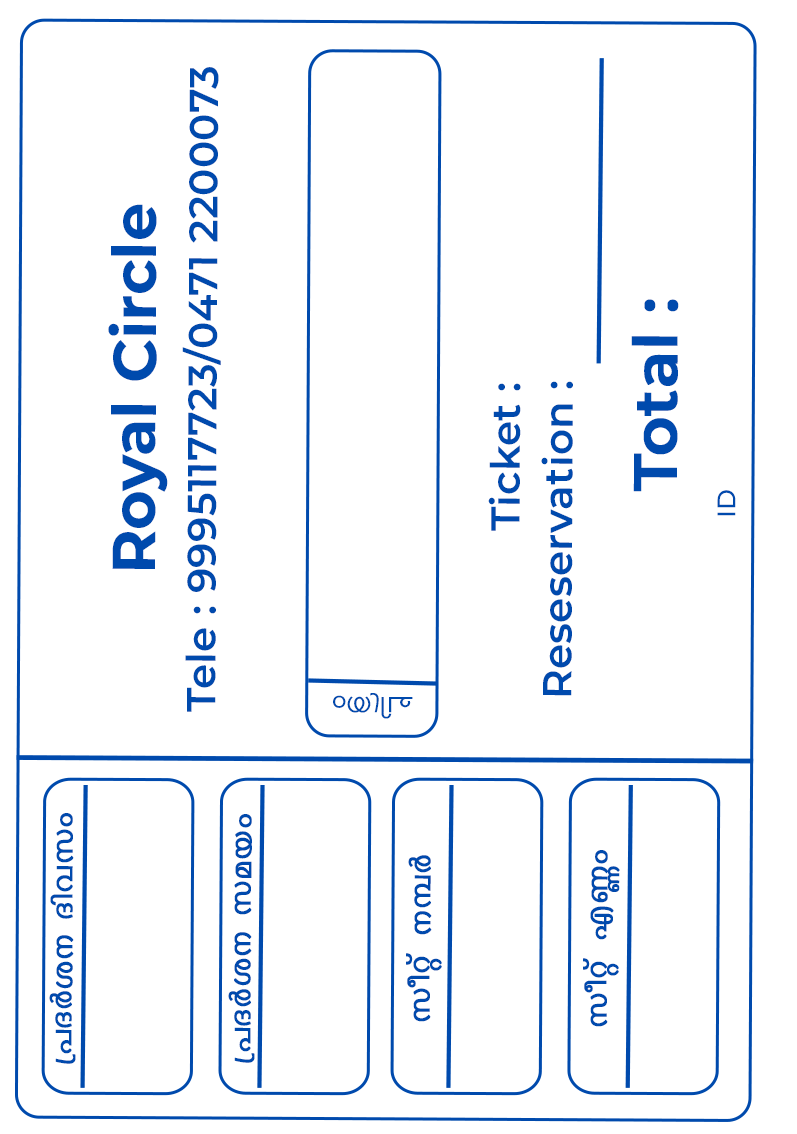 Royal Circle
Tele : 9995117723/0471 2200073
ചിത്രം
Ticket :
Reseservation :
Total :
ID
പ്രദർശന ദിവസം
പ്രദർശന സമയം
സീറ്റ് നമ്പർ
സീറ്റ് എണ്ണം